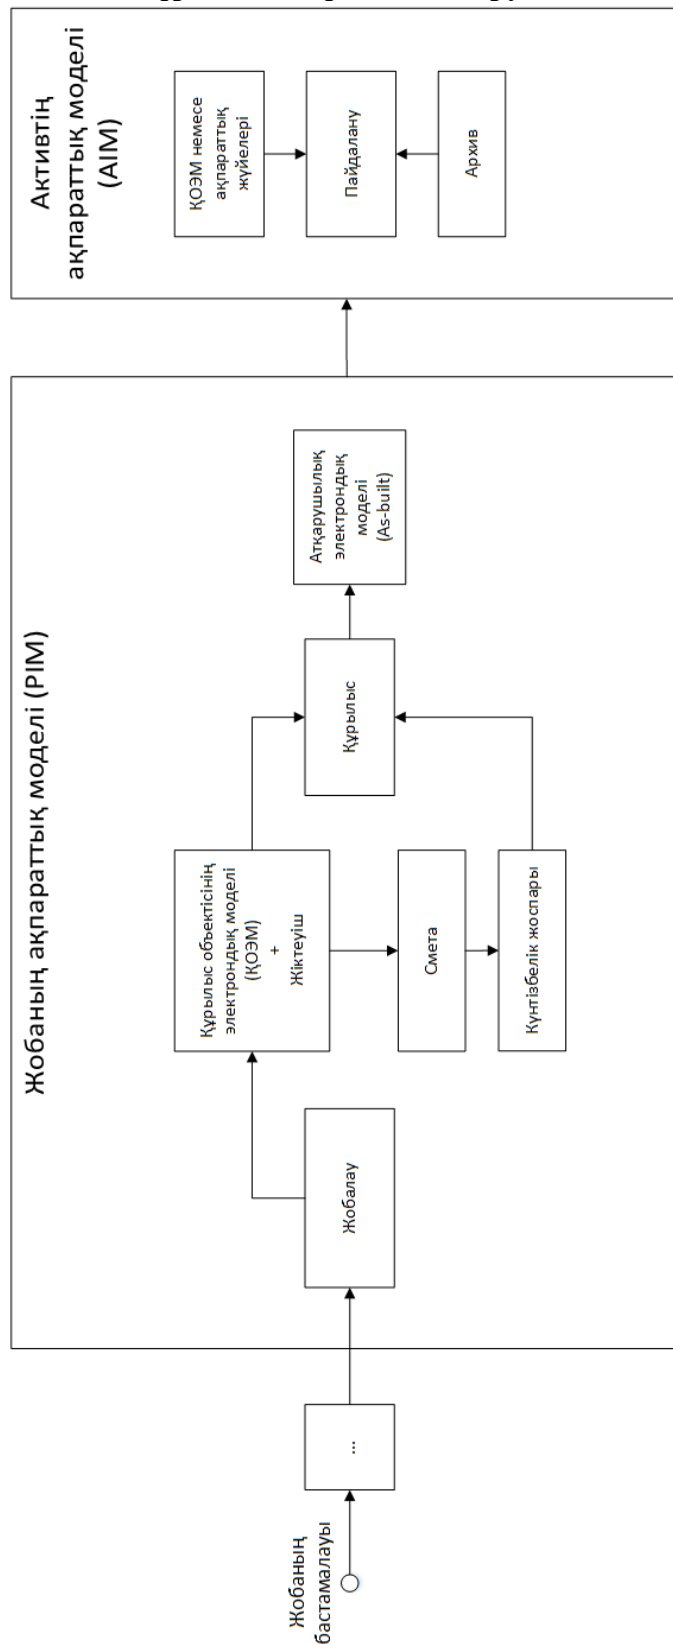 Жобаның
бастамалауы
...
Жобаның ақпараттық моделі (PIM)
Жобалау
Құрылыс объектісінің
электрондық моделі
(ҚОЭМ)
+
Жіктеуіш
Смета
Күнтізбелік жоспары
Құрылыс
Атқарушылық
электрондық
моделі
(As-built)
Активтің
ақпараттық моделі
(AIM)
ҚОЭМ немесе
ақпараттық
жүйелері
Пайдалану
Архив